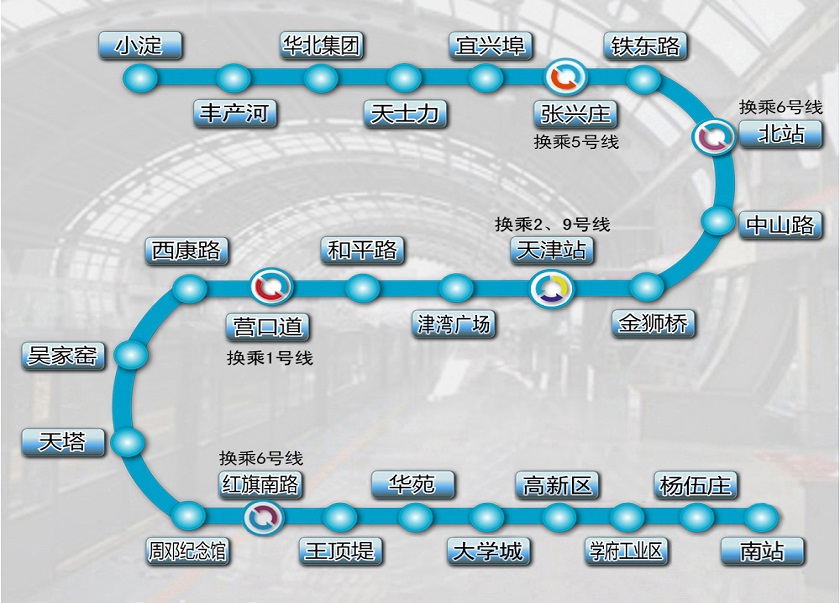 小淀
华北集团
宜兴埠
铁东路
丰产河
天士力
张兴庄
换乘5号线
换乘6号线
北站
中山路
换乘2、9号线
西康路
和平路
天津站
营口道
津湾广场
金狮桥
换乘1号线
吴家窑
天塔
换乘6号线
红旗南路
华苑
高新区
杨伍庄
周邓纪念馆
王顶堤
大学城
学府工业区
南站